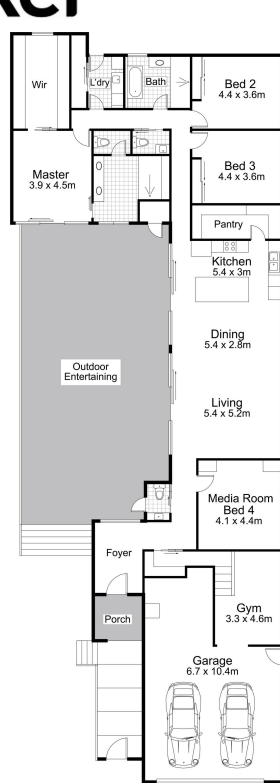 Wir
L'dry
Bath
Bed 2
4.4 x 3.6m
Master
3.9 x 4.5m
Bed 3
4.4 x 3.6m
Pantry
Kitchen
5.4 x 3m
Dining
5.4 x 2.8m
Outdoor
Entertaining
Living
5.4 x 5.2m
Media Room
Bed 4
4.1 x 4.4m
Foyer
Porch
Gym
3.3 x 4.6m
Garage
6.7 x 10.4m